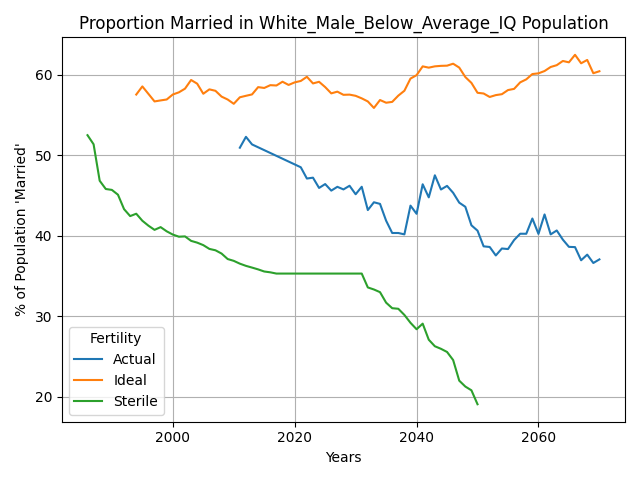 Proportion Married in White_Male_Below_Average_IQ Population
% of Population 'Married'
60
50
40
30
20
Fertility
Actual
Ideal
Sterile
2000
2020
2040
2060
Years